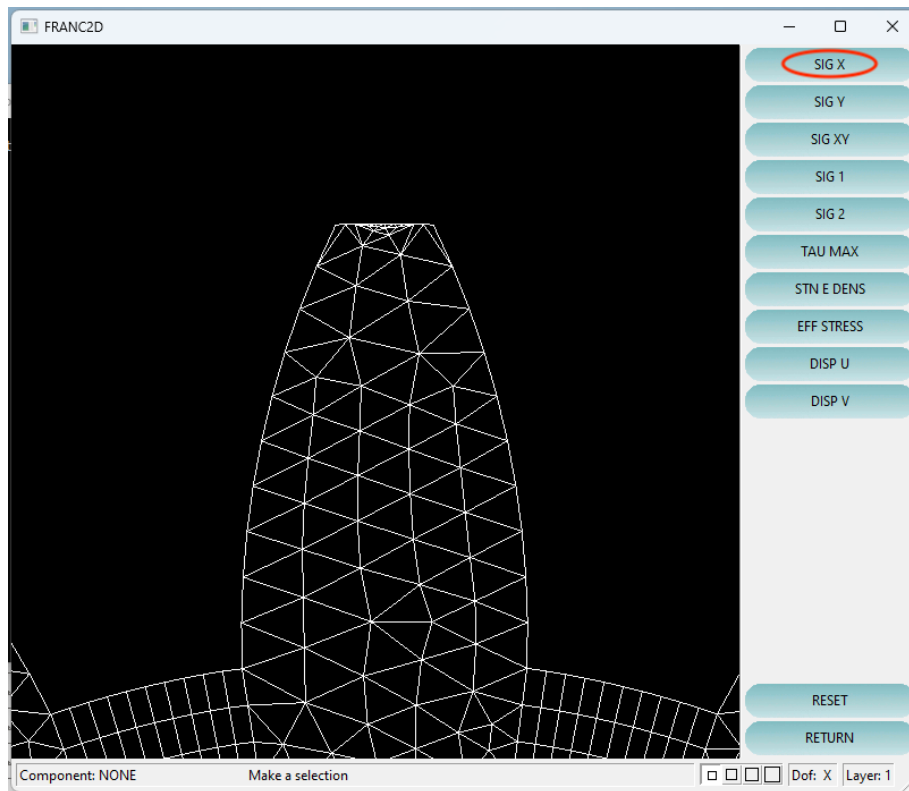 FRANC2D
SIG X
SIG Y
SIG XY
SIG 1
SIG 2
TAU MAX
STN E DENS
EFF STRESS
DISP U
DISP V
RESET
RETURN
Component: NONE Make a selection Dof: X Layer: 1